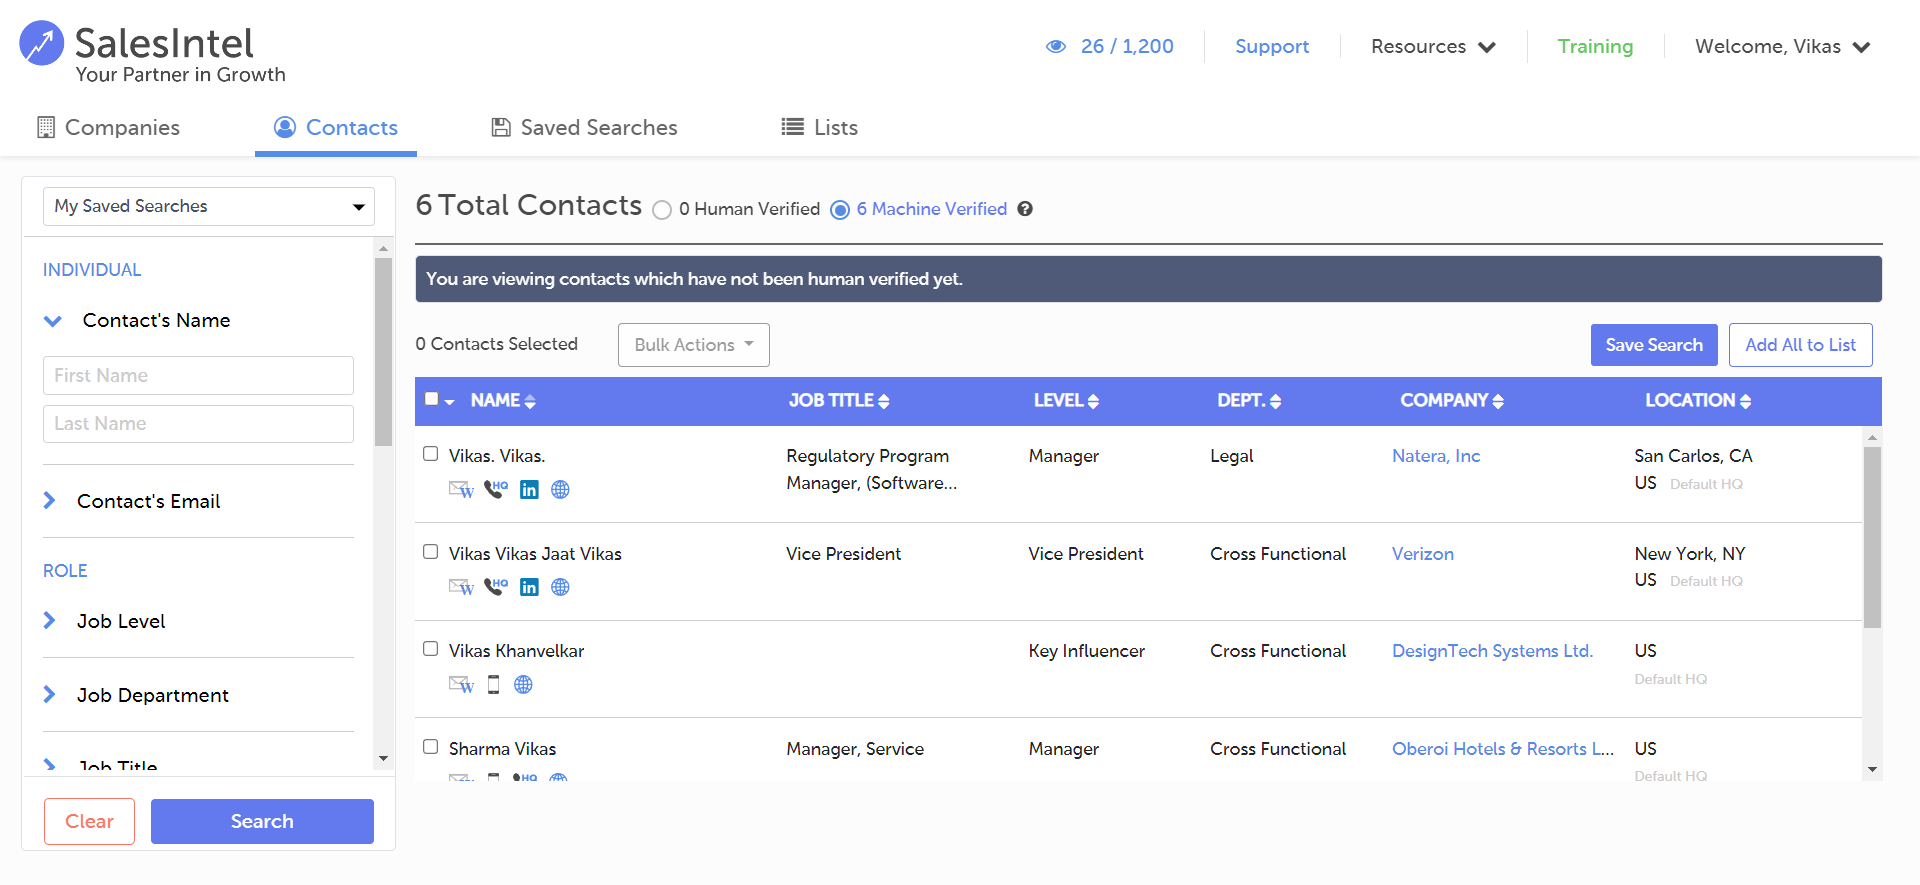 SalesIntel
Your Partner in Growth
26 / 1,200
Support
Resources
Training
Welcome, Vikas
Companies
Contacts
Saved Searches
Lists
My Saved Searches
INDIVIDUAL
Contact's Name
First Name
Last Name
Contact's Email
ROLE
Job Level
Job Department
Job Title
Clear
Search
6 Total Contacts
0 Human Verified
6 Machine Verified
?
You are viewing contacts which have not been human verified yet.
0 Contacts Selected
Bulk Actions
Save Search
Add All to List
NAME JOB TITLE LEVEL DEPT. COMPANY LOCATION
Vikas. Vikas. Regulatory Program Manager Legal Natera, Inc San Carlos, CA
Manager, (Software... US Default HQ
W HQ in
Vikas Vikas Jaat Vikas Vice President Vice President Cross Functional Verizon New York, NY
US Default HQ
W HQ in
Vikas Khanvelkar Key Influencer Cross Functional DesignTech Systems Ltd. US
W Default HQ
Sharma Vikas Manager, Service Manager Cross Functional Oberoi Hotels & Resorts L... US
HQ Default HQ